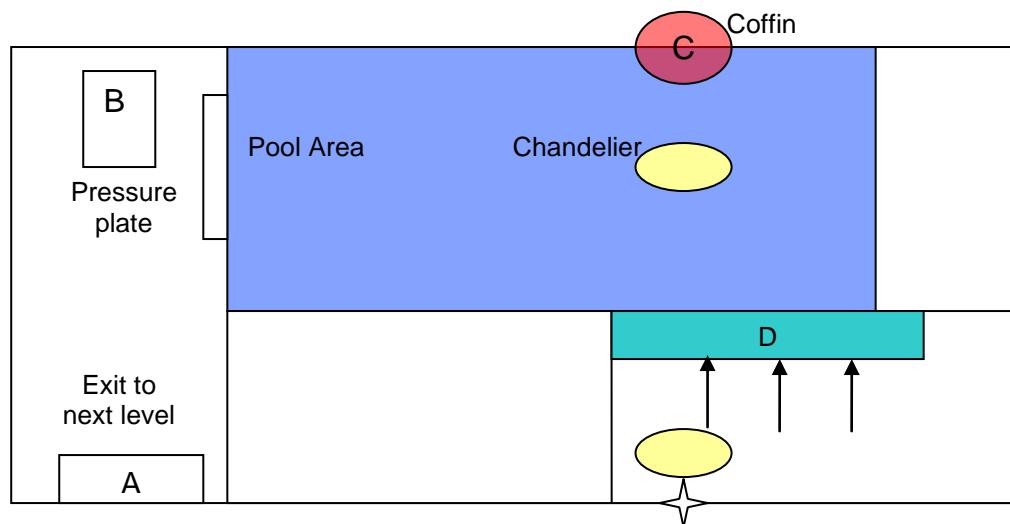 Coffin
C
B
Pool Area
Chandelier
Pressure
plate
D
Exit to
next level
A